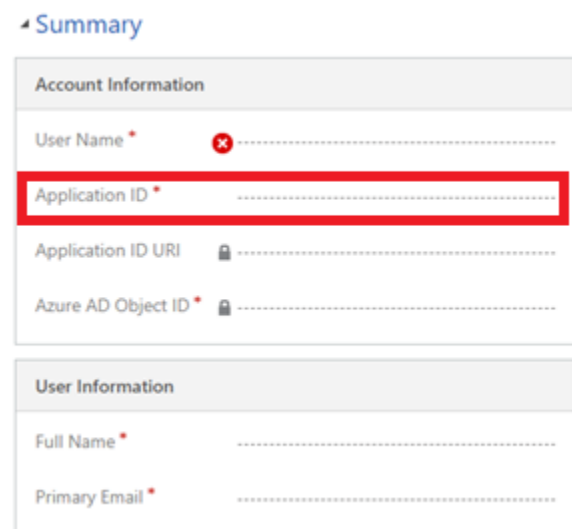 Summary
Account Information
User Name *
Application ID *
Application ID URI
Azure AD Object ID *
User Information
Full Name *
Primary Email *